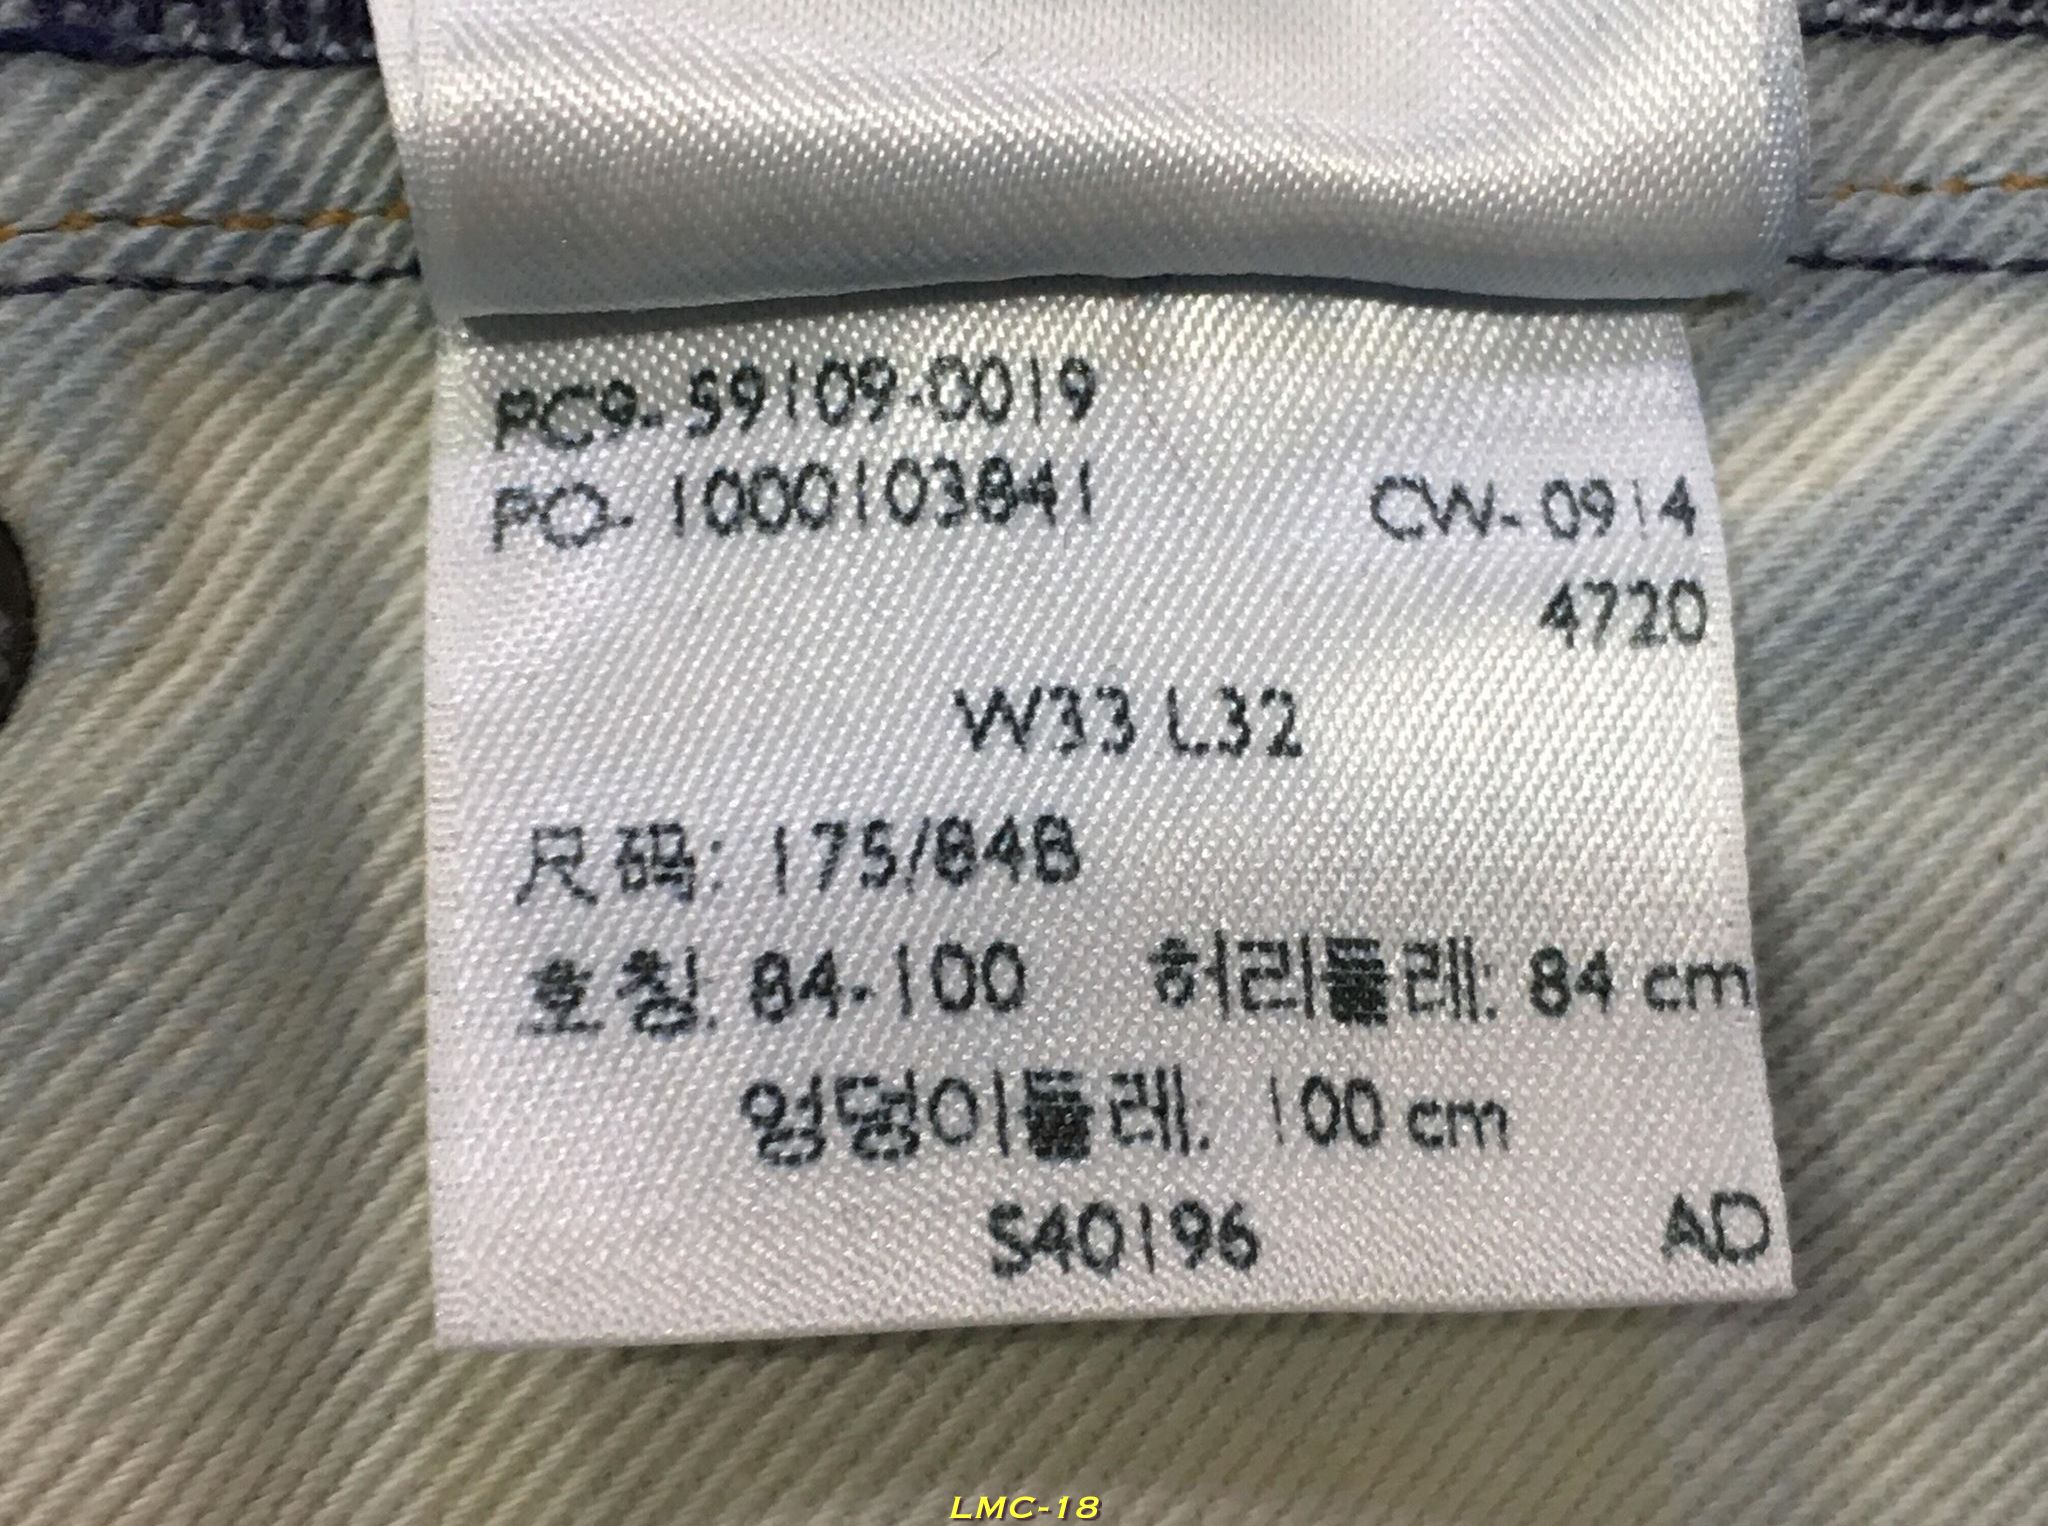 PC9- S9109-0019
PO- 1000103841
CW- 0914
4720
W33 L32
尺码: 175/84B
호칭: 84-100 허리둘레: 84 cm
엉덩이둘레: 100 cm
S40196
AD
LMC-18